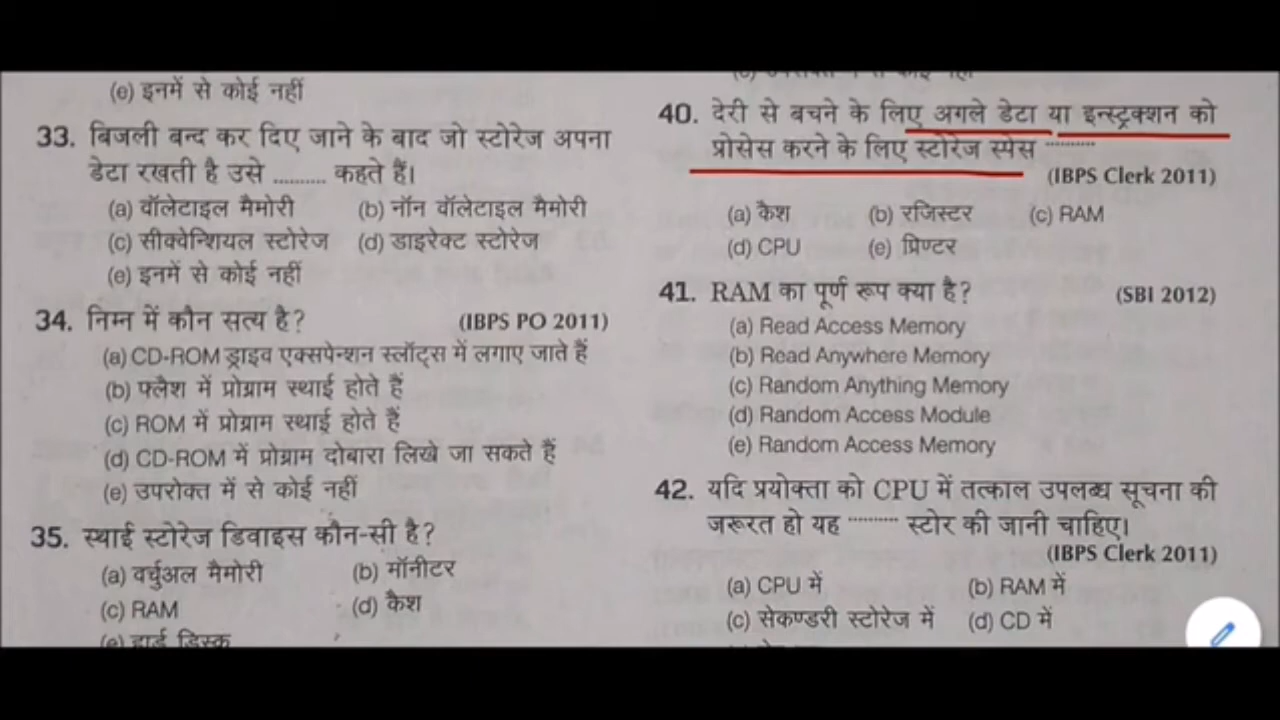 (e) इनमें से कोई नहीं
33. बिजली बन्द कर दिए जाने के बाद जो स्टोरेज अपना
डेटा रखती है उसे .......... कहते हैं।
(a) वॉलेटाइल मैमोरी (b) नॉन वॉलेटाइल मैमोरी
(c) सीक्वेन्शियल स्टोरेज (d) डाइरेक्ट स्टोरेज
(e) इनमें से कोई नहीं
34. निम्न में कौन सत्य है? (IBPS PO 2011)
(a) CD-ROM ड्राइव एक्सपेन्शन स्लॉट्स में लगाए जाते हैं
(b) फ्लैश में प्रोग्राम स्थाई होते हैं
(c) ROM में प्रोग्राम स्थाई होते हैं
(d) CD-ROM में प्रोग्राम दोबारा लिखे जा सकते हैं
(e) उपरोक्त में से कोई नहीं
35. स्थाई स्टोरेज डिवाइस कौन-सी है?
(a) वर्चुअल मैमोरी (b) मॉनीटर
(c) RAM (d) कैश
(e) हार्ड डिस्क
40. देरी से बचने के लिए अगले डेटा या इन्स्ट्रक्शन को
प्रोसेस करने के लिए स्टोरेज स्पेस ..........
(IBPS Clerk 2011)
(a) कैश (b) रजिस्टर (c) RAM
(d) CPU (e) प्रिण्टर
41. RAM का पूर्ण रूप क्या है? (SBI 2012)
(a) Read Access Memory
(b) Read Anywhere Memory
(c) Random Anything Memory
(d) Random Access Module
(e) Random Access Memory
42. यदि प्रयोक्ता को CPU में तत्काल उपलब्ध सूचना की
जरूरत हो यह .......... स्टोर की जानी चाहिए।
(IBPS Clerk 2011)
(a) CPU में (b) RAM में
(c) सेकण्डरी स्टोरेज में (d) CD में